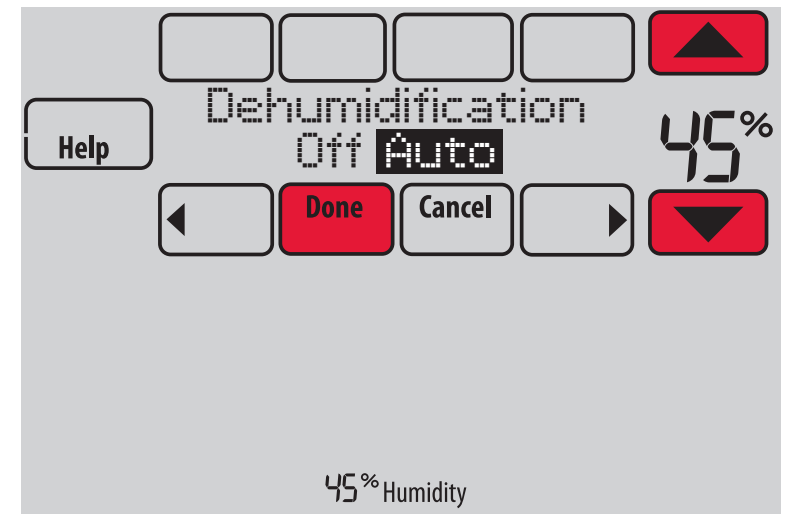 Dehumidification
Help
Off Auto
45%
Done
Cancel
45% Humidity